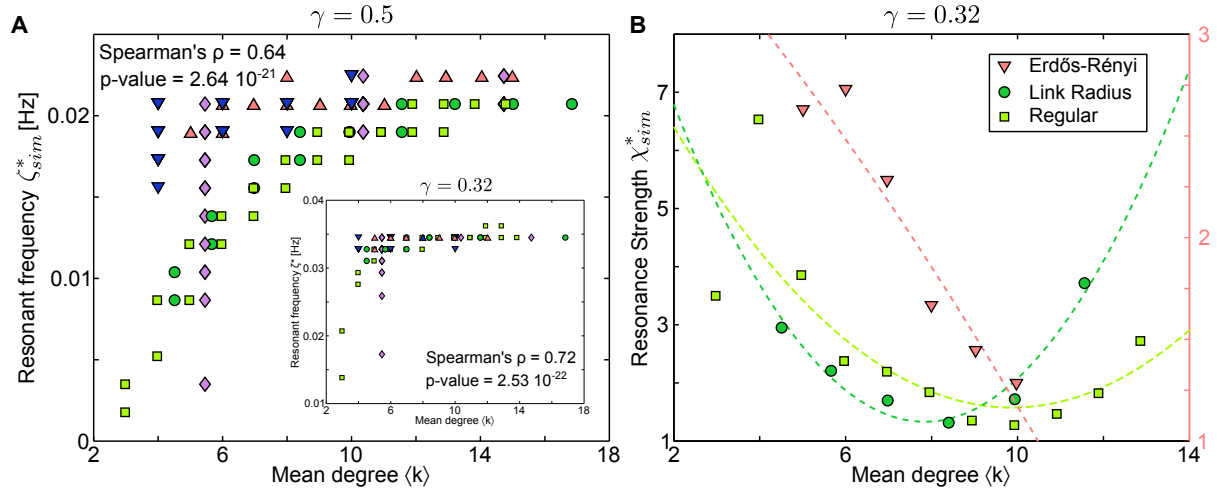 A
γ = 0.5
Spearman's ρ = 0.64
p-value = 2.64 10⁻²¹
Resonant frequency ζ*sim [Hz]
0.02
0.01
0
2 4 6 8 10 12 14 16 18
Mean degree ⟨k⟩
γ = 0.32
Resonant frequency ζ* [Hz]
0.04
0.03
0.02
0.01
Spearman's ρ = 0.72
p-value = 2.53 10⁻²²
2 6 10 14 18
Mean degree ⟨k⟩
B
γ = 0.32
Erdős-Rényi
Link Radius
Regular
Resonance Strength χ*sim
7
5
3
1
3
2
1
2 6 10 14
Mean degree ⟨k⟩